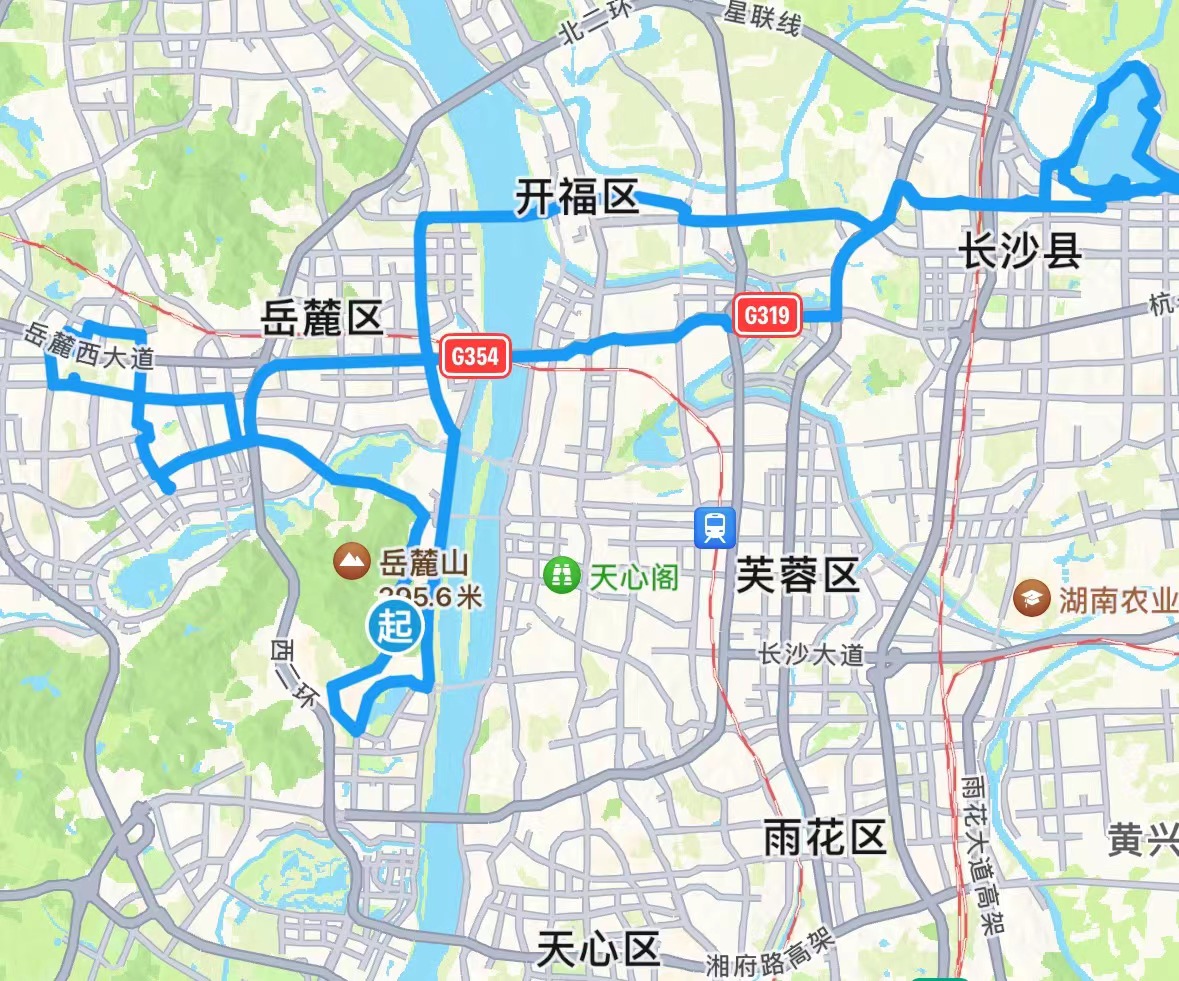 北二环
星联线
开福区
长沙县
岳麓区
G319
杭
岳麓西大道
G354
岳麓山
295.6米
天心阁
芙蓉区
湖南农业
起
长沙大道
西二环
雨花大道高架
雨花区
黄兴
天心区
湘府路高架